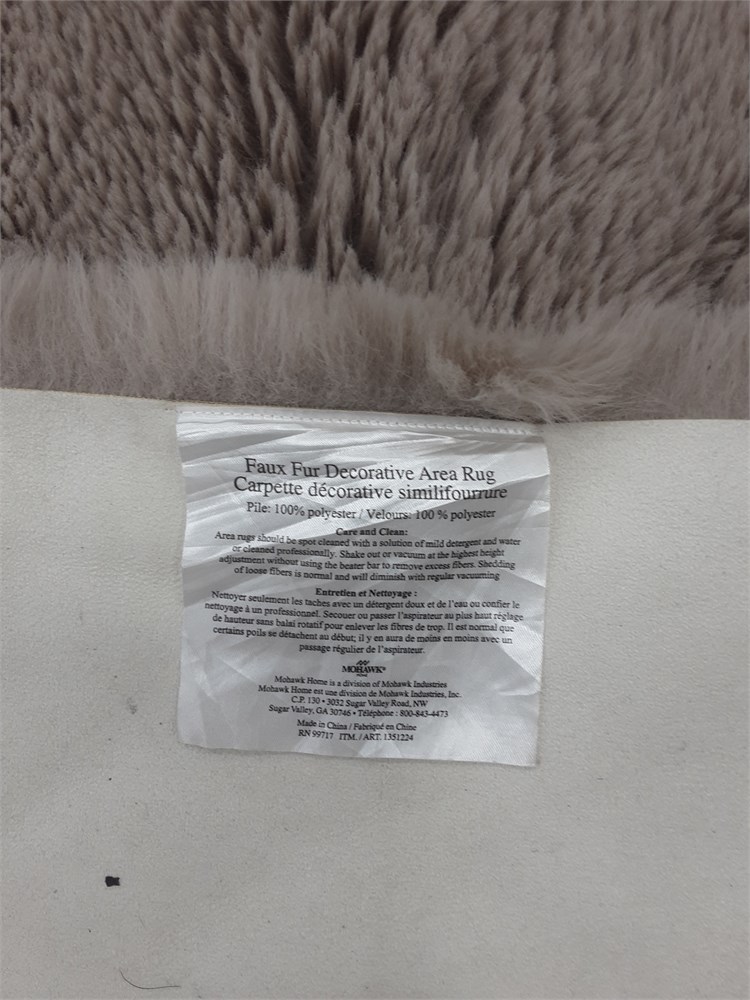 Faux Fur Decorative Area Rug
Carpette décorative similifourrure
Pile: 100% polyester / Velours: 100 % polyester
Care and Clean:
Area rugs should be spot cleaned with a solution of mild detergent and water
or cleaned professionally. Shake out or vacuum at the highest height
adjustment without using the beater bar to remove excess fibers. Shedding
of loose fibers is normal and will diminish with regular vacuuming
Entretien et Nettoyage :
Nettoyer seulement les taches avec un détergent doux et de l'eau ou confier le
nettoyage à un professionnel. Secouer ou passer l'aspirateur au plus haut réglage
de hauteur sans balai rotatif pour enlever les fibres de trop. Il est normal que
certains poils se détachent au début; il y en aura de moins en moins avec un
passage régulier de l'aspirateur.
MOHAWK®
HOME
Mohawk Home is a division of Mohawk Industries
Mohawk Home est une division de Mohawk Industries, Inc.
C.P. 130 • 3032 Sugar Valley Road, NW
Sugar Valley, GA 30746 • Téléphone : 800-843-4473
Made in China / Fabriqué en Chine
RN 99717 ITM. / ART. 1351224